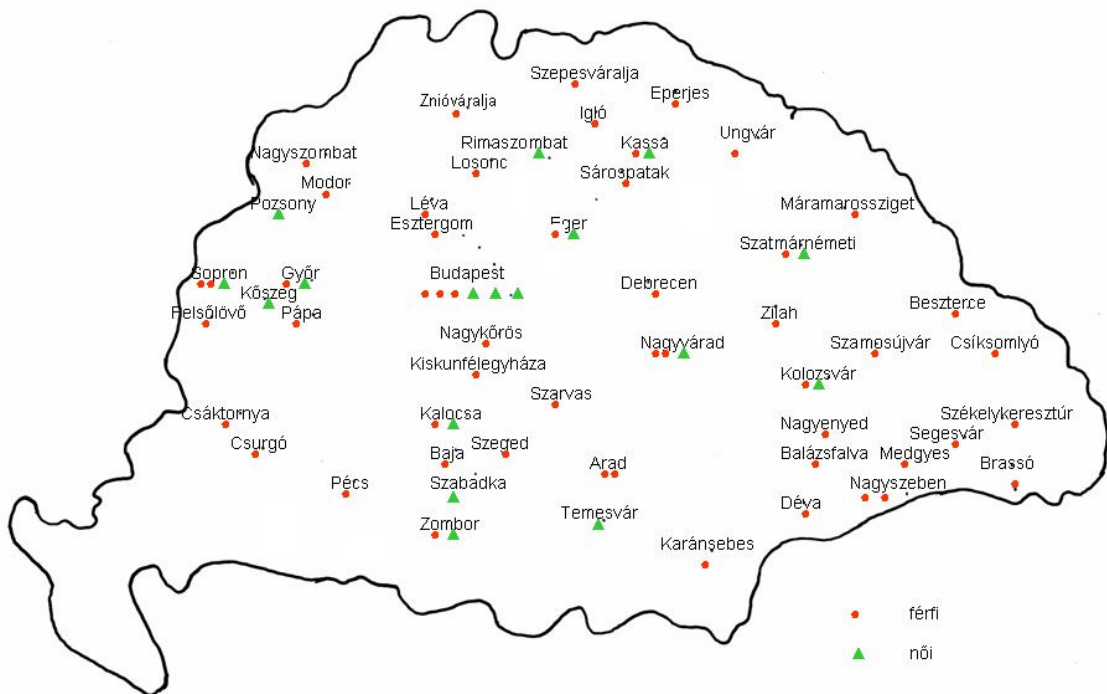 Szepesváralja
Eperjes
Znióváralja
Igló
Rimaszombat
Kassa
Ungvár
Nagyszombat
Losonc
Sárospatak
Modor
Pozsony
Léva
Máramarossziget
Esztergom
Eger
Szatmárnémeti
Sopron
Győr
Budapest
Debrecen
Kőszeg
Felsőlövő
Pápa
Zilah
Beszterce
Nagykőrös
Nagyvárad
Szamosújvár
Csíksomlyó
Kiskunfélegyháza
Kolozsvár
Szarvas
Csáktornya
Kalocsa
Nagyenyed
Székelykeresztúr
Csurgó
Szeged
Segesvár
Baja
Arad
Balázsfalva
Medgyes
Brassó
Pécs
Szabadka
Nagyszeben
Temesvár
Déva
Zombor
Karánsebes
férfi
női